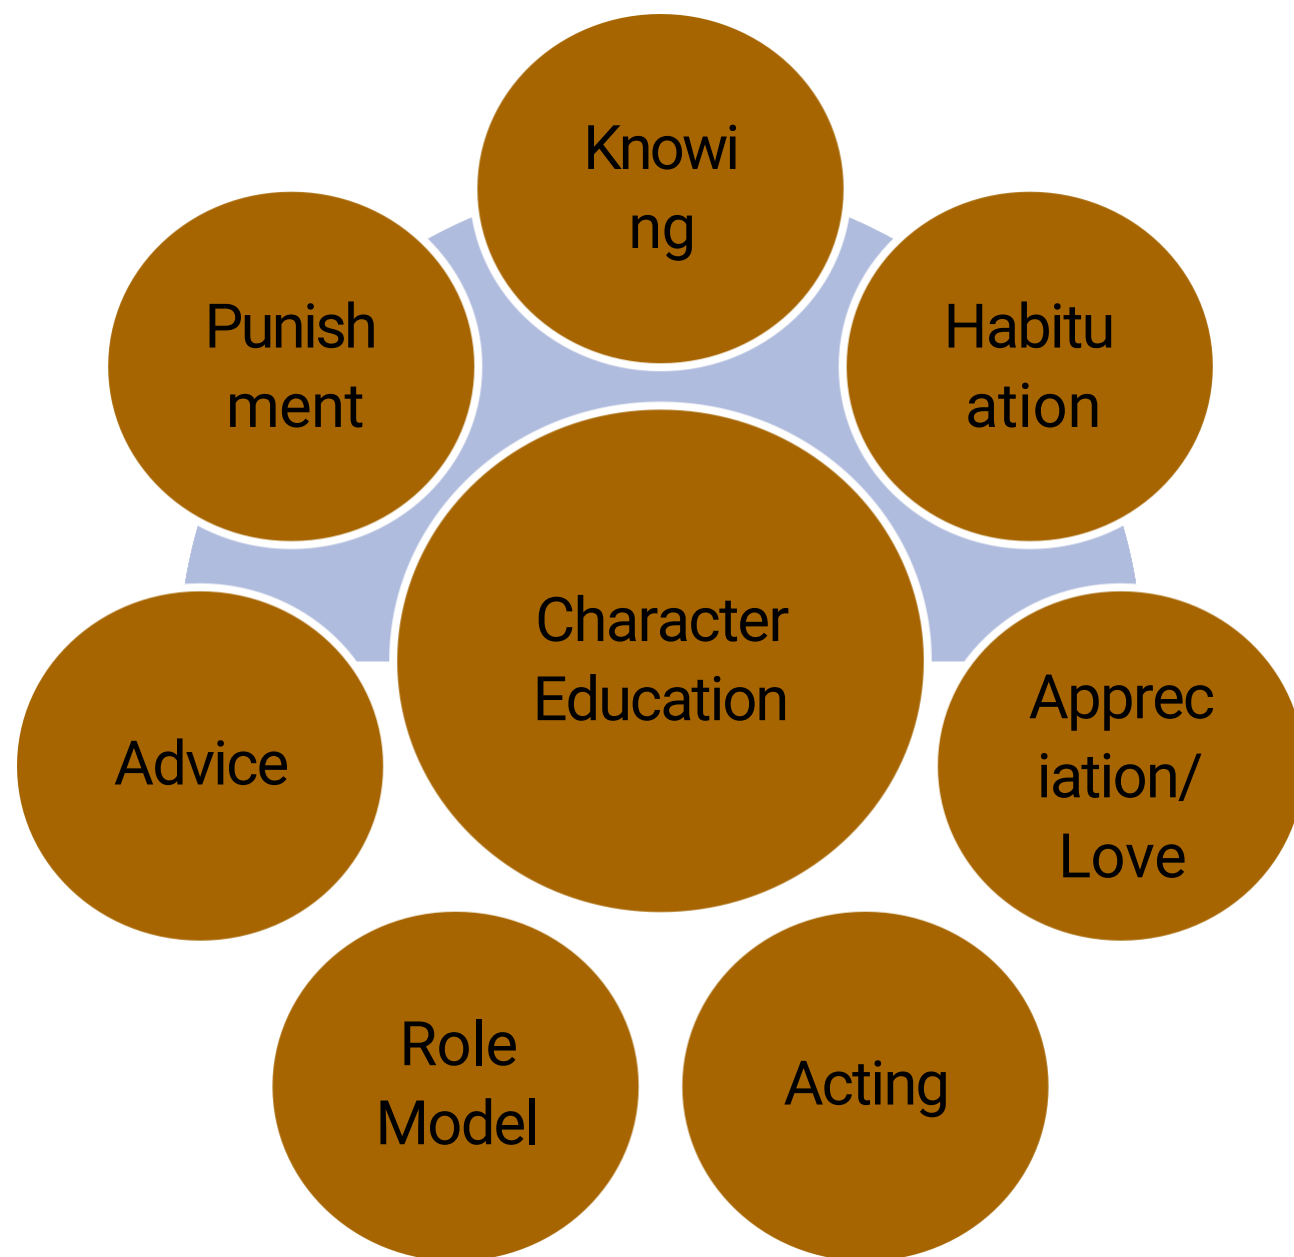 Knowi
ng
Habitu
ation
Apprec
iation/
Love
Acting
Role
Model
Advice
Punish
ment
Character
Education